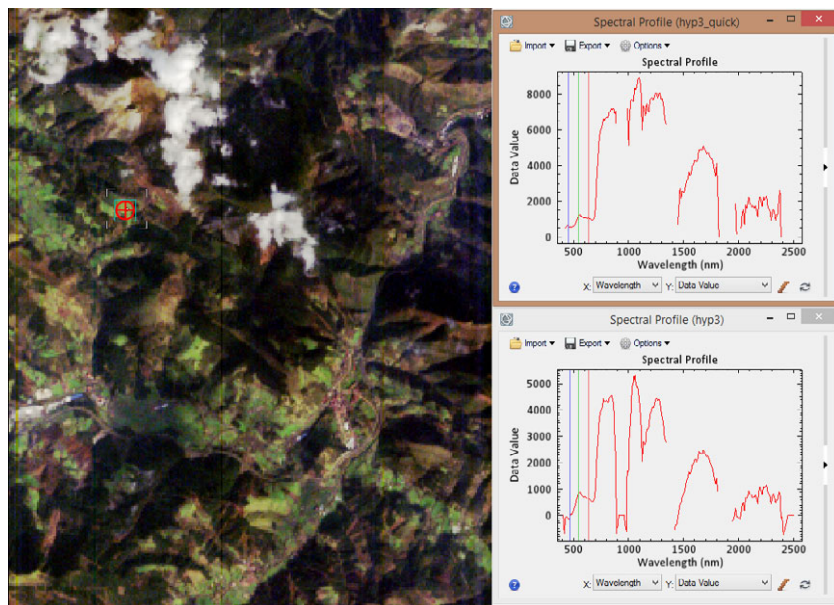 Spectral Profile (hyp3_quick)
Import Export Options
Spectral Profile
Data Value
8000
6000
4000
2000
0
500 1000 1500 2000 2500
Wavelength (nm)
X: Wavelength Y: Data Value
Spectral Profile (hyp3)
Import Export Options
Spectral Profile
Data Value
5000
4000
3000
2000
1000
0
500 1000 1500 2000 2500
Wavelength (nm)
X: Wavelength Y: Data Value